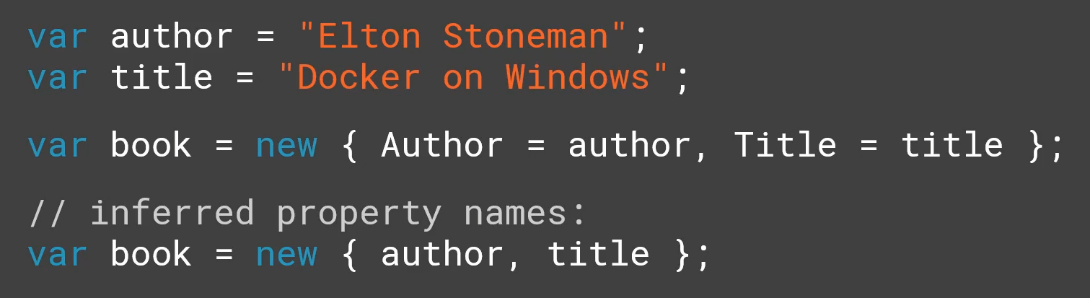 var author = "Elton Stoneman";
var title = "Docker on Windows";
var book = new { Author = author, Title = title };
// inferred property names:
var book = new { author, title };